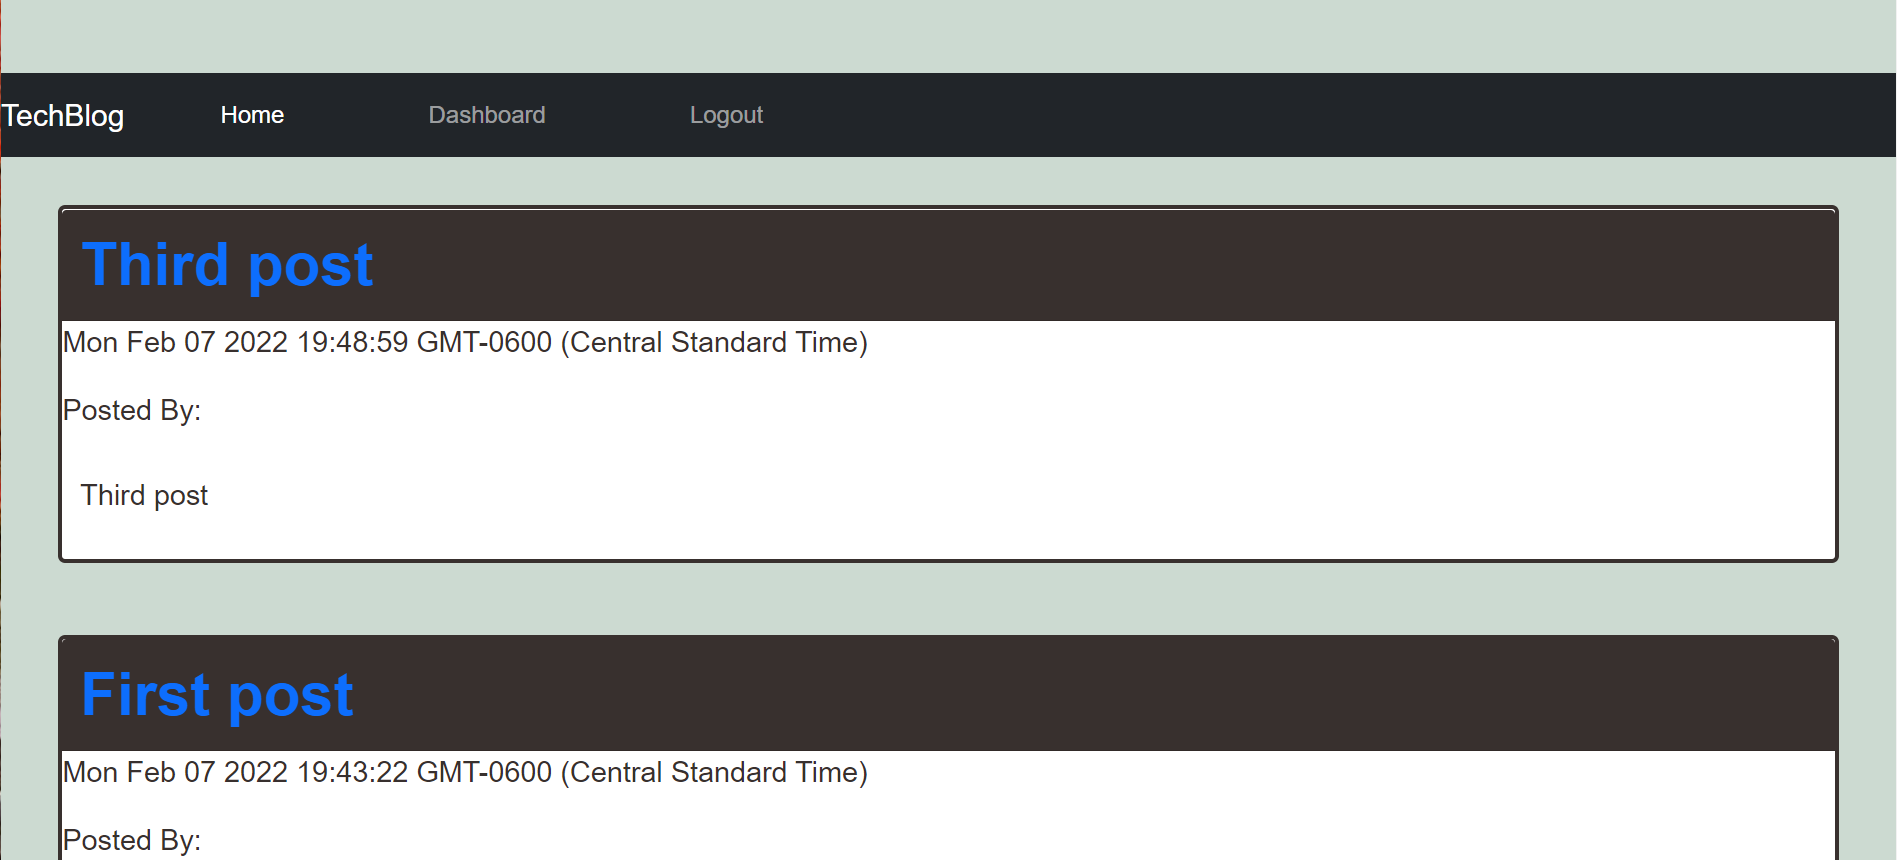 TechBlog Home Dashboard Logout
Third post
Mon Feb 07 2022 19:48:59 GMT-0600 (Central Standard Time)
Posted By:
Third post
First post
Mon Feb 07 2022 19:43:22 GMT-0600 (Central Standard Time)
Posted By: